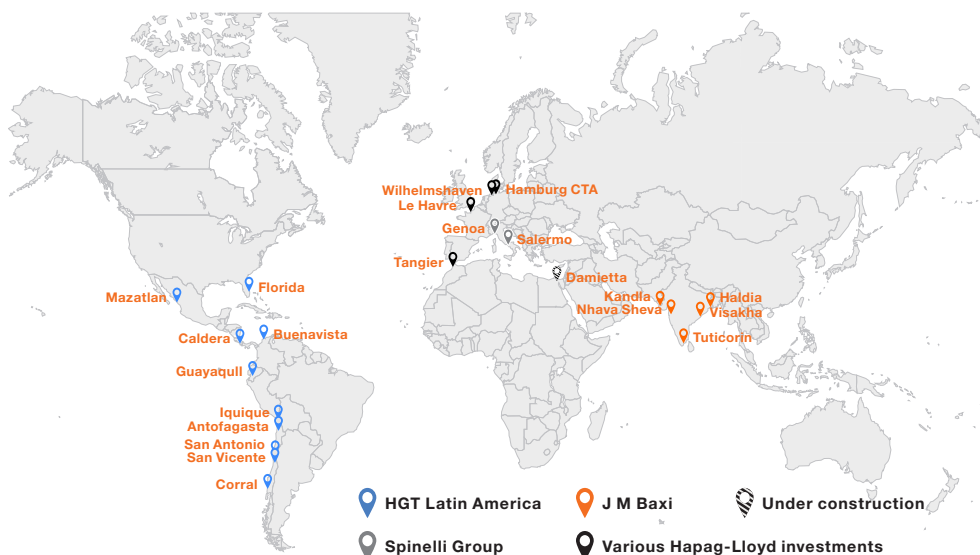 Wilhelmshaven
Hamburg CTA
Le Havre
Genoa
Salermo
Tangier
Damietta
Florida
Mazatlan
Kandla
Haldia
Nhava Sheva
Visakha
Caldera
Buenavista
Tuticorin
Guayaqull
Iquique
Antofagasta
San Antonio
San Vicente
Corral
HGT Latin America
J M Baxi
Under construction
Spinelli Group
Various Hapag-Lloyd investments